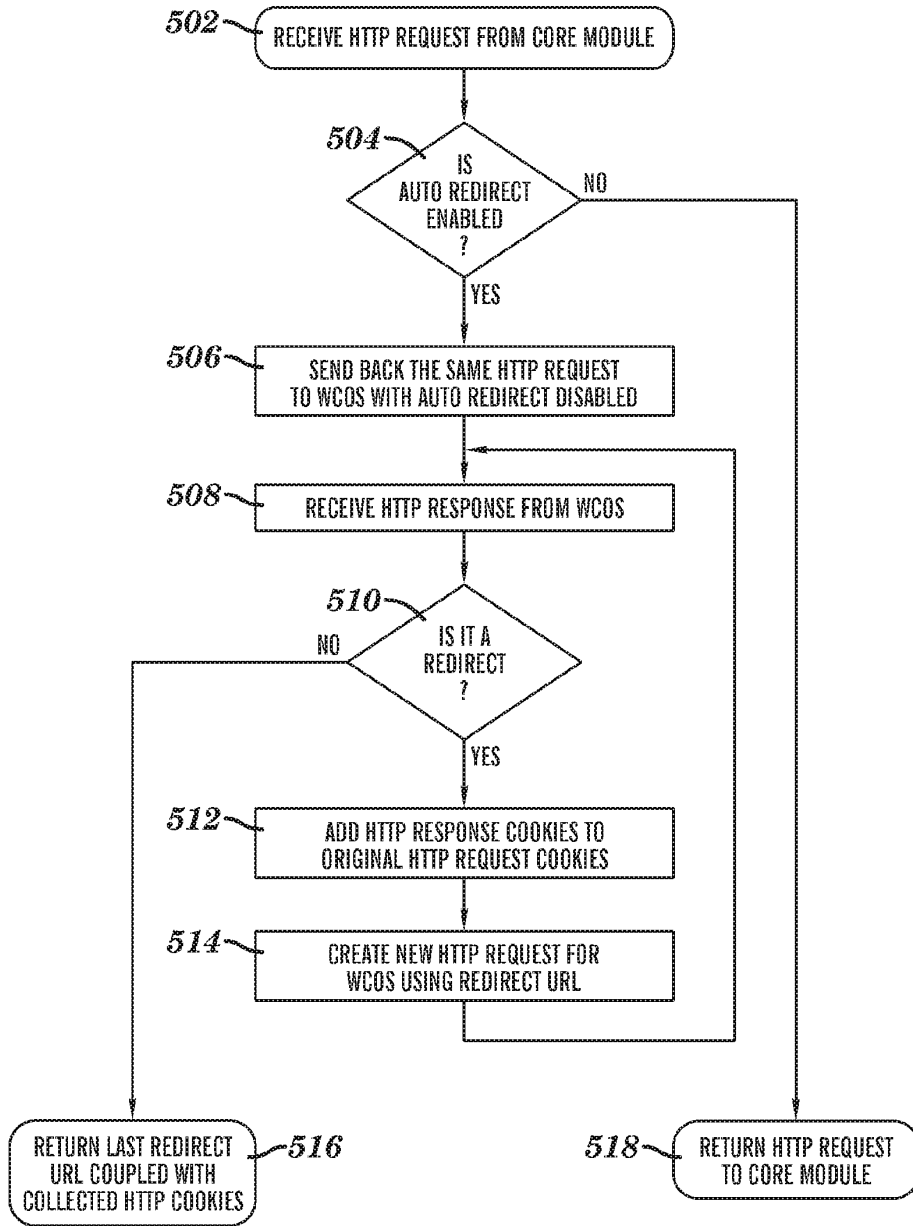 502
RECEIVE HTTP REQUEST FROM CORE MODULE
504
IS
AUTO REDIRECT
ENABLED
?
NO
YES
506
SEND BACK THE SAME HTTP REQUEST
TO WCOS WITH AUTO REDIRECT DISABLED
508
RECEIVE HTTP RESPONSE FROM WCOS
510
IS IT A
REDIRECT
?
NO
YES
512
ADD HTTP RESPONSE COOKIES TO
ORIGINAL HTTP REQUEST COOKIES
514
CREATE NEW HTTP REQUEST FOR
WCOS USING REDIRECT URL
RETURN LAST REDIRECT
URL COUPLED WITH
COLLECTED HTTP COOKIES
516
518
RETURN HTTP REQUEST
TO CORE MODULE